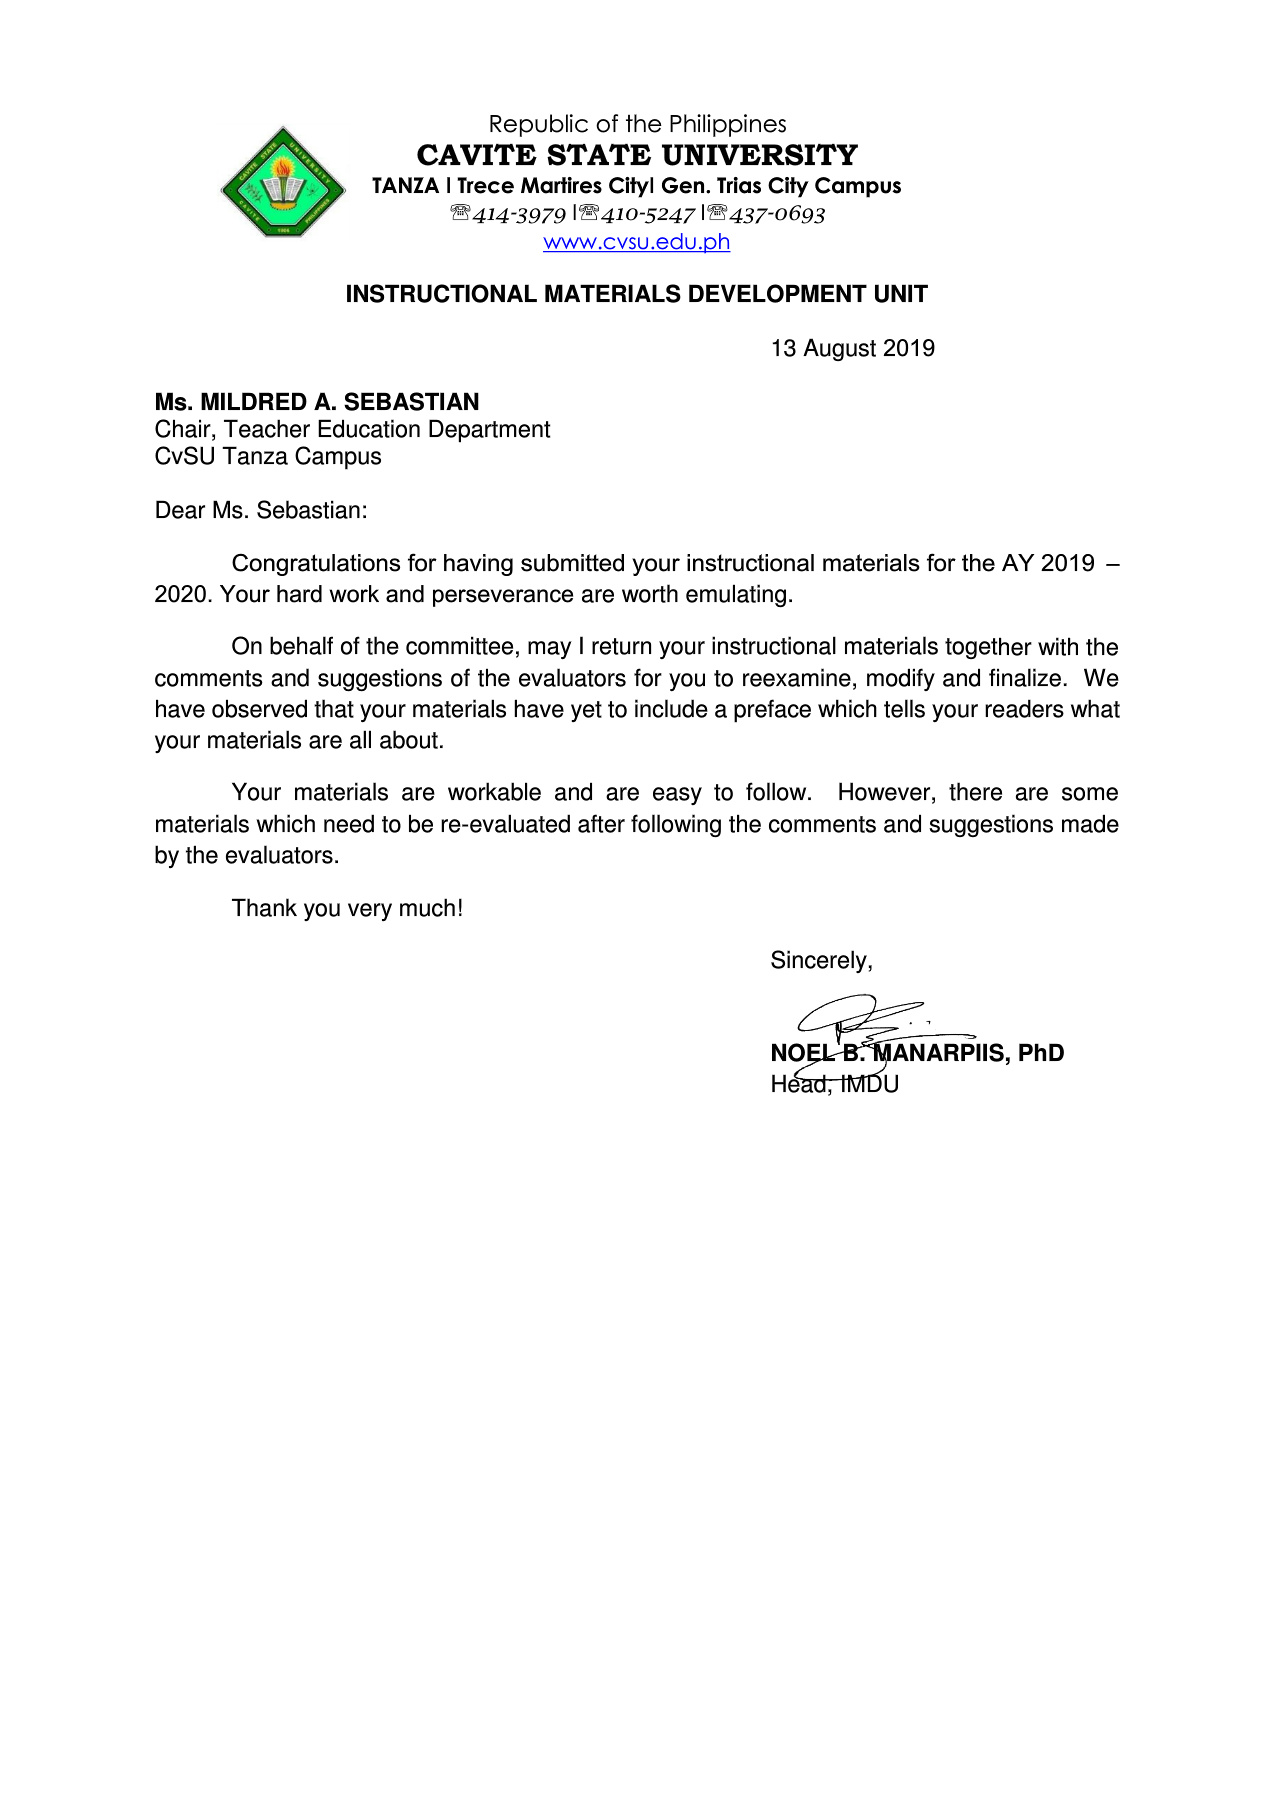 Republic of the Philippines
CAVITE STATE UNIVERSITY
TANZA | Trece Martires City| Gen. Trias City Campus
☏414-3979 |☏410-5247 |☏437-0693
www.cvsu.edu.ph
CAVITE STATE UNIVERSITY
CAVITE PHILIPPINES
1906
INSTRUCTIONAL MATERIALS DEVELOPMENT UNIT
13 August 2019
Ms. MILDRED A. SEBASTIAN
Chair, Teacher Education Department
CvSU Tanza Campus
Dear Ms. Sebastian:
Congratulations for having submitted your instructional materials for the AY 2019 –
2020. Your hard work and perseverance are worth emulating.
On behalf of the committee, may I return your instructional materials together with the
comments and suggestions of the evaluators for you to reexamine, modify and finalize. We
have observed that your materials have yet to include a preface which tells your readers what
your materials are all about.
Your materials are workable and are easy to follow. However, there are some
materials which need to be re-evaluated after following the comments and suggestions made
by the evaluators.
Thank you very much!
Sincerely,
NOEL B. MANARPIIS, PhD
Head, IMDU